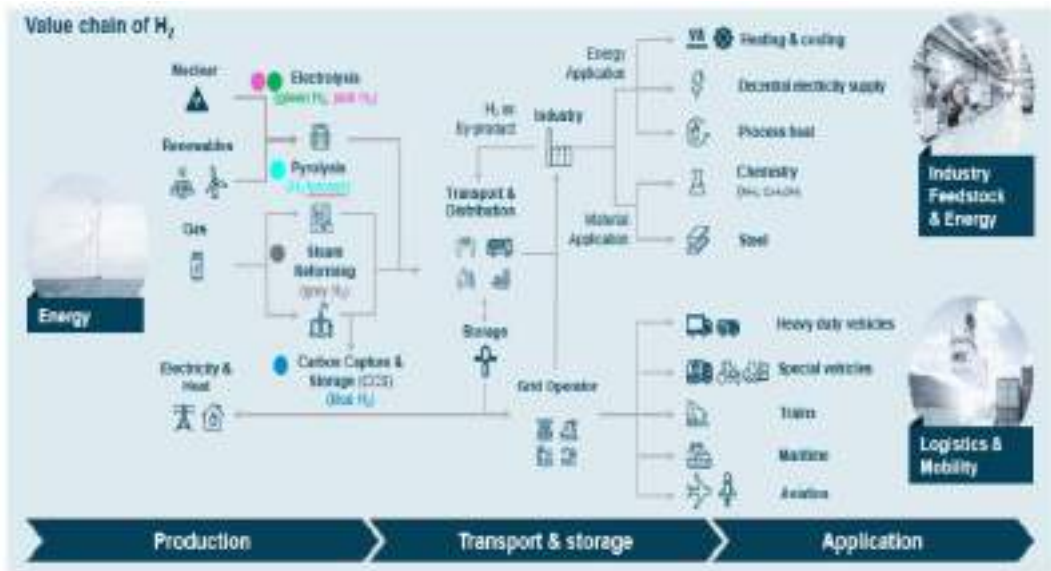 Value chain of H₂
Nuclear
Renewables
Gas
Energy
Electricity &
Heat
Electrolysis
(green H₂, pink H₂)
Pyrolysis
Steam
Reforming
(grey H₂)
Carbon Capture &
Storage (CCS)
(blue H₂)
H₂ as
By-product
Transport &
Distribution
Storage
Industry
Grid Operator
Energy
Application
Material
Application
Heating & cooling
Decentral electricity supply
Process heat
Chemistry
Steel
Industry
Feedstock
& Energy
Heavy duty vehicles
Special vehicles
Trains
Maritime
Aviation
Logistics &
Mobility
Production
Transport & storage
Application